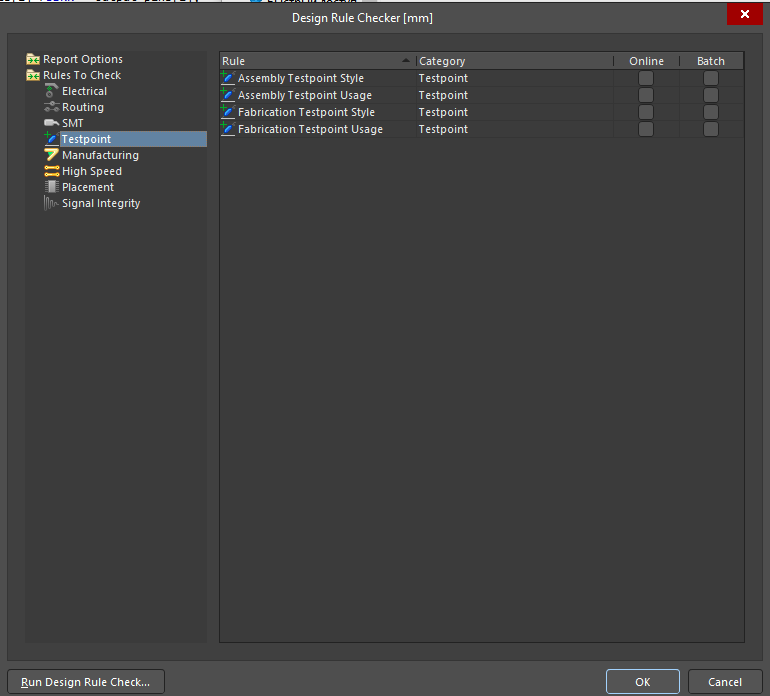 Design Rule Checker [mm]
Report Options
Rules To Check
Electrical
Routing
SMT
Testpoint
Manufacturing
High Speed
Placement
Signal Integrity
Rule Category Online Batch
Assembly Testpoint Style Testpoint
Assembly Testpoint Usage Testpoint
Fabrication Testpoint Style Testpoint
Fabrication Testpoint Usage Testpoint
Run Design Rule Check... OK Cancel